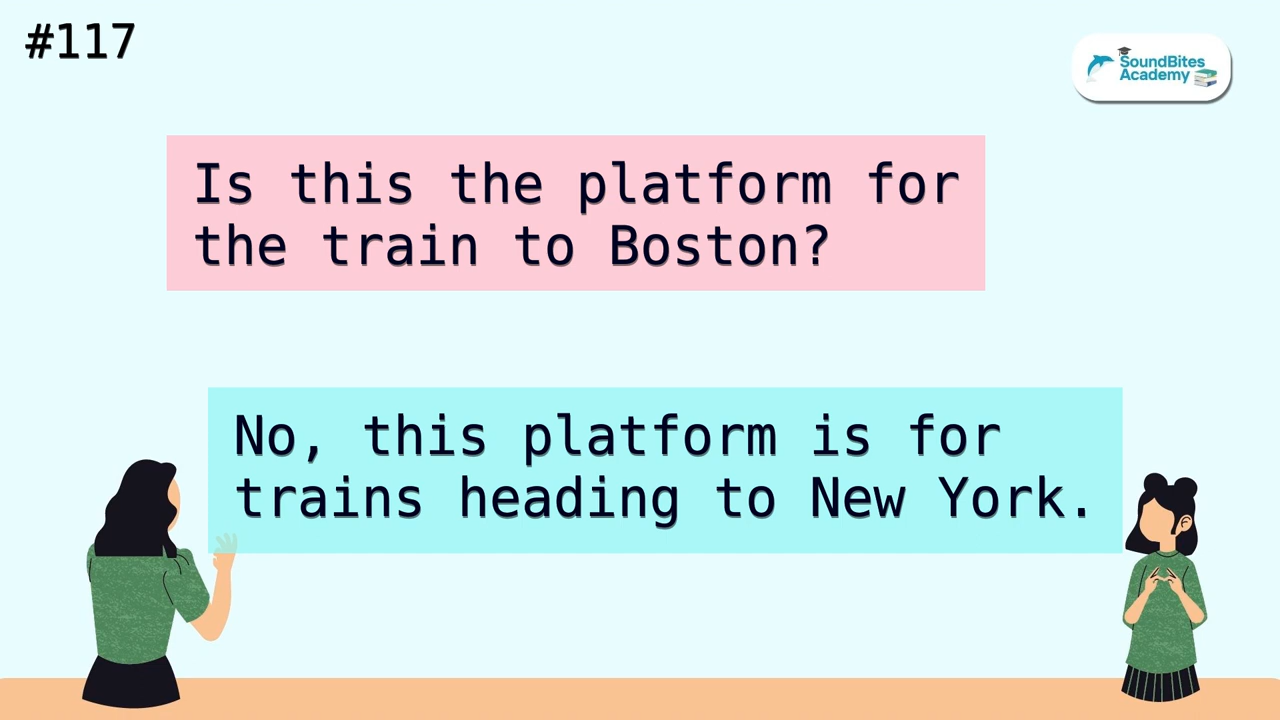 #117
SoundBites
Academy
Is this the platform for
the train to Boston?
No, this platform is for
trains heading to New York.